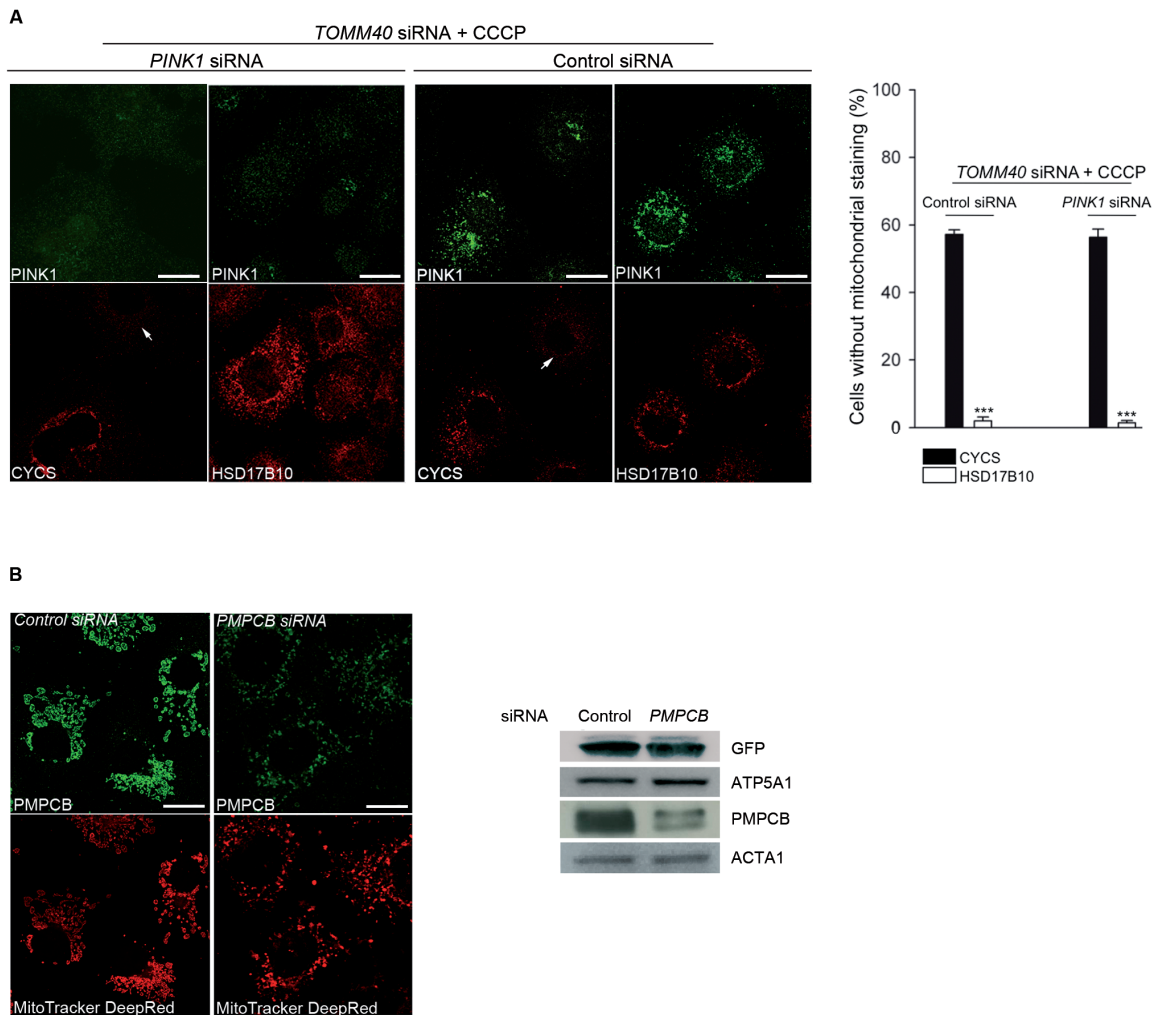 A
TOMM40 siRNA + CCCP
PINK1 siRNA
Control siRNA
PINK1
PINK1
PINK1
PINK1
CYCS
HSD17B10
CYCS
HSD17B10
Cells without mitochondrial staining (%)
100
80
60
40
20
0
TOMM40 siRNA + CCCP
Control siRNA
PINK1 siRNA
***
***
CYCS
HSD17B10
B
Control siRNA
PMPCB siRNA
PMPCB
PMPCB
MitoTracker DeepRed
MitoTracker DeepRed
siRNA Control PMPCB
GFP
ATP5A1
PMPCB
ACTA1